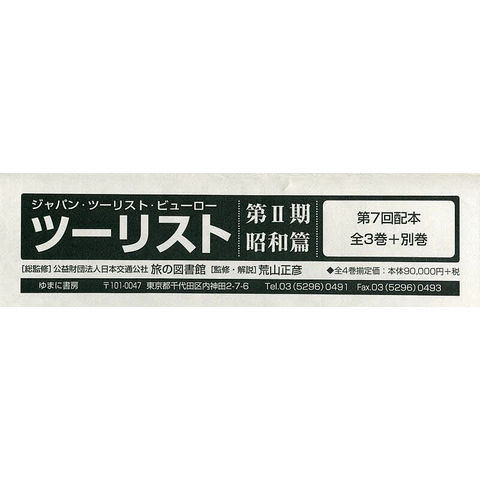 ジャパン・ツーリスト・ビューロー
ツーリスト
第Ⅱ期
昭和篇
第7回配本
全3巻+別巻
[総監修]公益財団法人日本交通公社 旅の図書館 [監修・解説]荒山正彦
◆全4巻揃定価:本体90,000円+税
ゆまに書房 〒101-0047 東京都千代田区内神田2-7-6 Tel.03(5296)0491 Fax.03(5296)0493